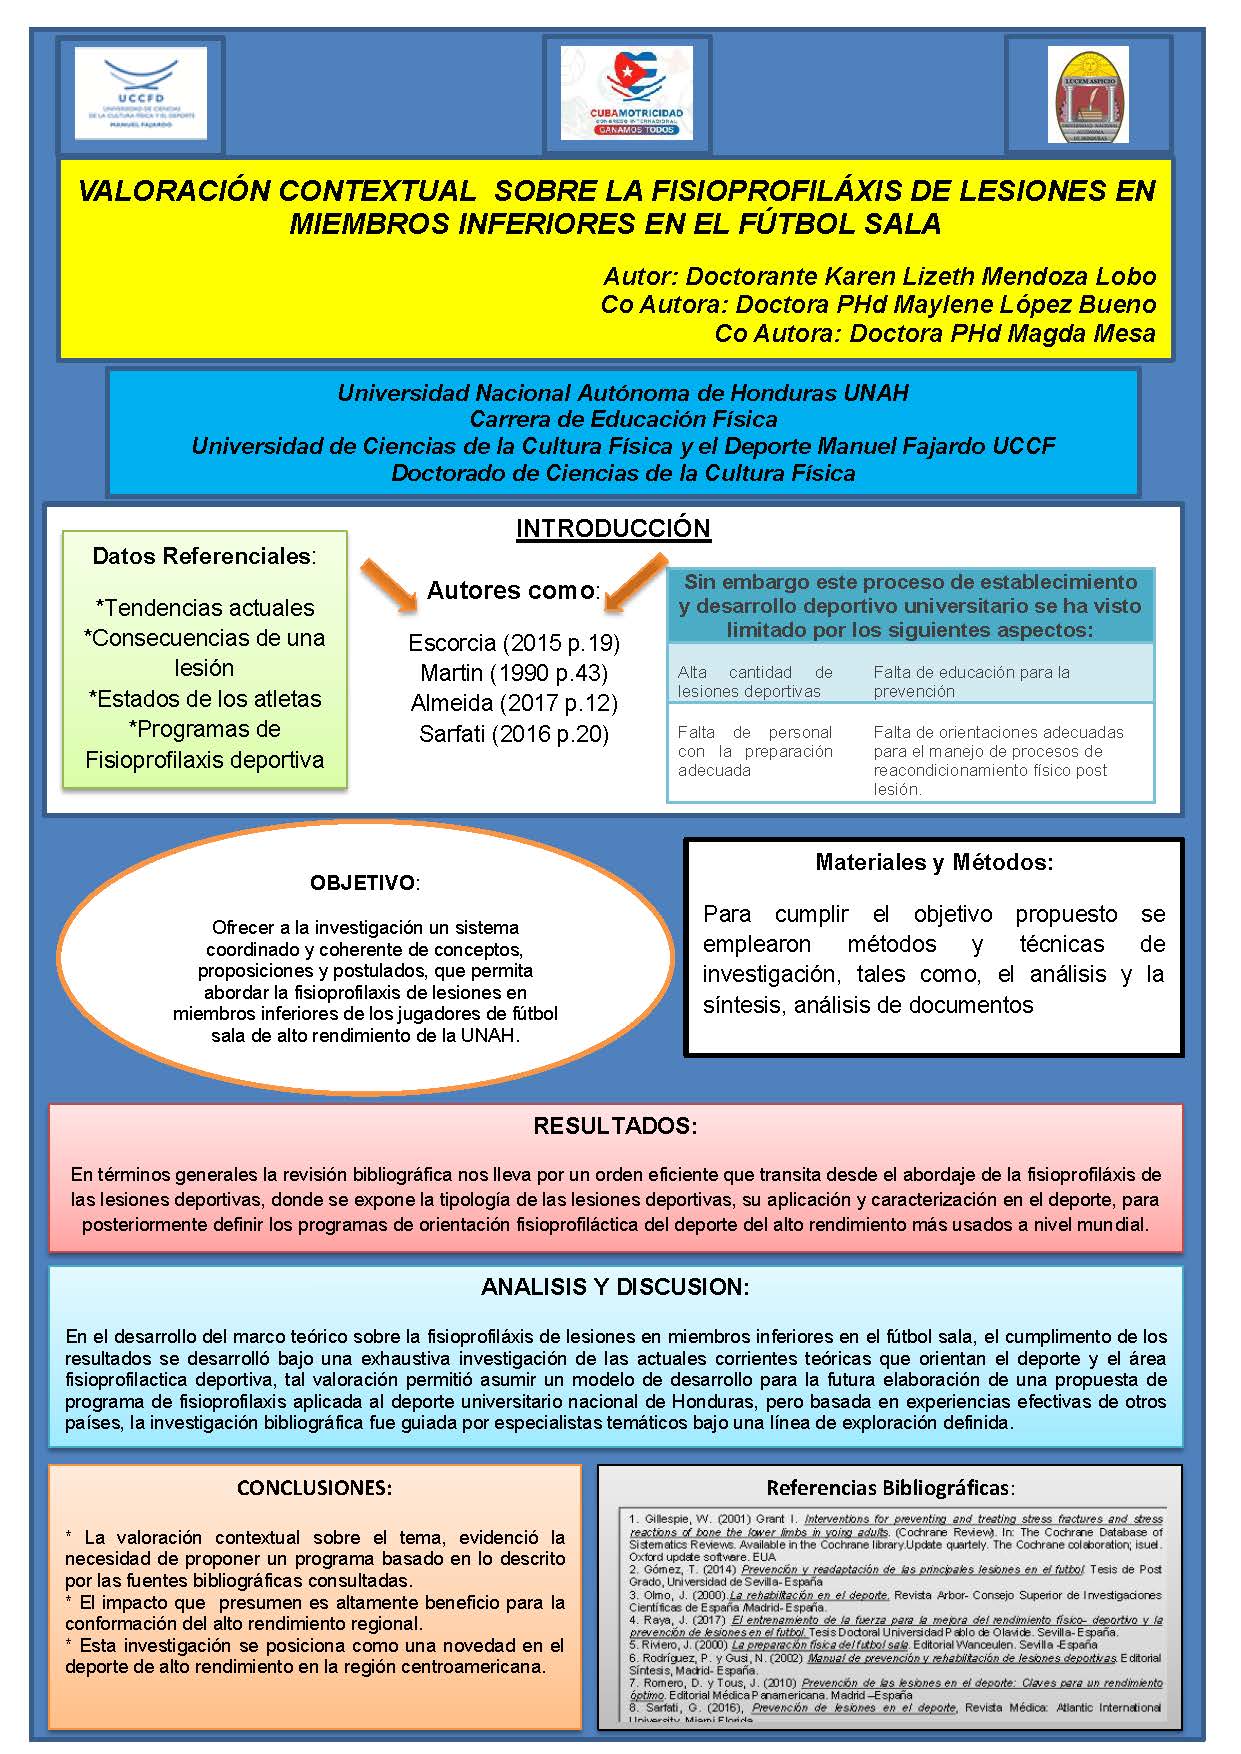 UCCFD
UNIVERSIDAD DE CIENCIAS
DE LA CULTURA FÍSICA Y EL DEPORTE
MANUEL FAJARDO
CUBAMOTRICIDAD
CONGRESO INTERNACIONAL
GANAMOS TODOS
LUCEM ASPICIO
UNIVERSIDAD NACIONAL
AUTONOMA
DE HONDURAS
VALORACIÓN CONTEXTUAL SOBRE LA FISIOPROFILÁXIS DE LESIONES EN
MIEMBROS INFERIORES EN EL FÚTBOL SALA
Autor: Doctorante Karen Lizeth Mendoza Lobo
Co Autora: Doctora PHd Maylene López Bueno
Co Autora: Doctora PHd Magda Mesa
Universidad Nacional Autónoma de Honduras UNAH
Carrera de Educación Física
Universidad de Ciencias de la Cultura Física y el Deporte Manuel Fajardo UCCF
Doctorado de Ciencias de la Cultura Física
INTRODUCCIÓN
Datos Referenciales:
*Tendencias actuales
*Consecuencias de una
lesión
*Estados de los atletas
*Programas de
Fisioprofilaxis deportiva
Autores como:
Escorcia (2015 p.19)
Martin (1990 p.43)
Almeida (2017 p.12)
Sarfati (2016 p.20)
Sin embargo este proceso de establecimiento
y desarrollo deportivo universitario se ha visto
limitado por los siguientes aspectos:
Alta cantidad de
lesiones deportivas
Falta de educación para la
prevención
Falta de personal
con la preparación
adecuada
Falta de orientaciones adecuadas
para el manejo de procesos de
reacondicionamiento físico post
lesión.
OBJETIVO:
Ofrecer a la investigación un sistema
coordinado y coherente de conceptos,
proposiciones y postulados, que permita
abordar la fisioprofilaxis de lesiones en
miembros inferiores de los jugadores de fútbol
sala de alto rendimiento de la UNAH.
Materiales y Métodos:
Para cumplir el objetivo propuesto se
emplearon métodos y técnicas de
investigación, tales como, el análisis y la
síntesis, análisis de documentos
RESULTADOS:
En términos generales la revisión bibliográfica nos lleva por un orden eficiente que transita desde el abordaje de la fisioprofiláxis de
las lesiones deportivas, donde se expone la tipología de las lesiones deportivas, su aplicación y caracterización en el deporte, para
posteriormente definir los programas de orientación fisioprofiláctica del deporte del alto rendimiento más usados a nivel mundial.
ANALISIS Y DISCUSION:
En el desarrollo del marco teórico sobre la fisioprofiláxis de lesiones en miembros inferiores en el fútbol sala, el cumplimento de los
resultados se desarrolló bajo una exhaustiva investigación de las actuales corrientes teóricas que orientan el deporte y el área
fisioprofilactica deportiva, tal valoración permitió asumir un modelo de desarrollo para la futura elaboración de una propuesta de
programa de fisioprofilaxis aplicada al deporte universitario nacional de Honduras, pero basada en experiencias efectivas de otros
países, la investigación bibliográfica fue guiada por especialistas temáticos bajo una línea de exploración definida.
CONCLUSIONES:
* La valoración contextual sobre el tema, evidenció la
necesidad de proponer un programa basado en lo descrito
por las fuentes bibliográficas consultadas.
* El impacto que presumen es altamente beneficio para la
conformación del alto rendimiento regional.
* Esta investigación se posiciona como una novedad en el
deporte de alto rendimiento en la región centroamericana.
Referencias Bibliográficas:
1. Gillespie, W. (2001) Grant I. Interventions for preventing and treating stress fractures and stress
reactions of bone the lower limbs in yoing adults. (Cochrane Review). In: The Cochrane Database of
Sistematics Reviews. Available in the Cochrane library.Update quartely. The Cochrane colaboration; isuel.
Oxford update software. EUA
2. Gómez, T. (2014) Prevención y readaptación de las principales lesiones en el futbol. Tesis de Post
Grado, Universidad de Sevilla- España
3. Olmo, J. (2000).La rehabilitación en el deporte. Revista Arbor- Consejo Superior de Investigaciones
Científicas de España /Madrid- España.
4. Raya, J. (2017) El entrenamiento de la fuerza para la mejora del rendimiento físico- deportivo y la
prevención de lesiones en el futbol. Tesis Doctoral Universidad Pablo de Olavide. Sevilla- España.
5. Riviero, J. (2000) La preparación física del futbol sala. Editorial Wanceulen. Sevilla -España
6. Rodríguez, P. y Gusi, N. (2002) Manual de prevención y rehabilitación de lesiones deportivas. Editorial
Síntesis, Madrid- España.
7. Romero, D. y Tous, J. (2010) Prevención de las lesiones en el deporte: Claves para un rendimiento
óptimo. Editorial Médica Panamericana. Madrid –España
8. Sarfati, G. (2016), Prevención de lesiones en el deporte, Revista Médica: Atlantic International
University. Miami Florida